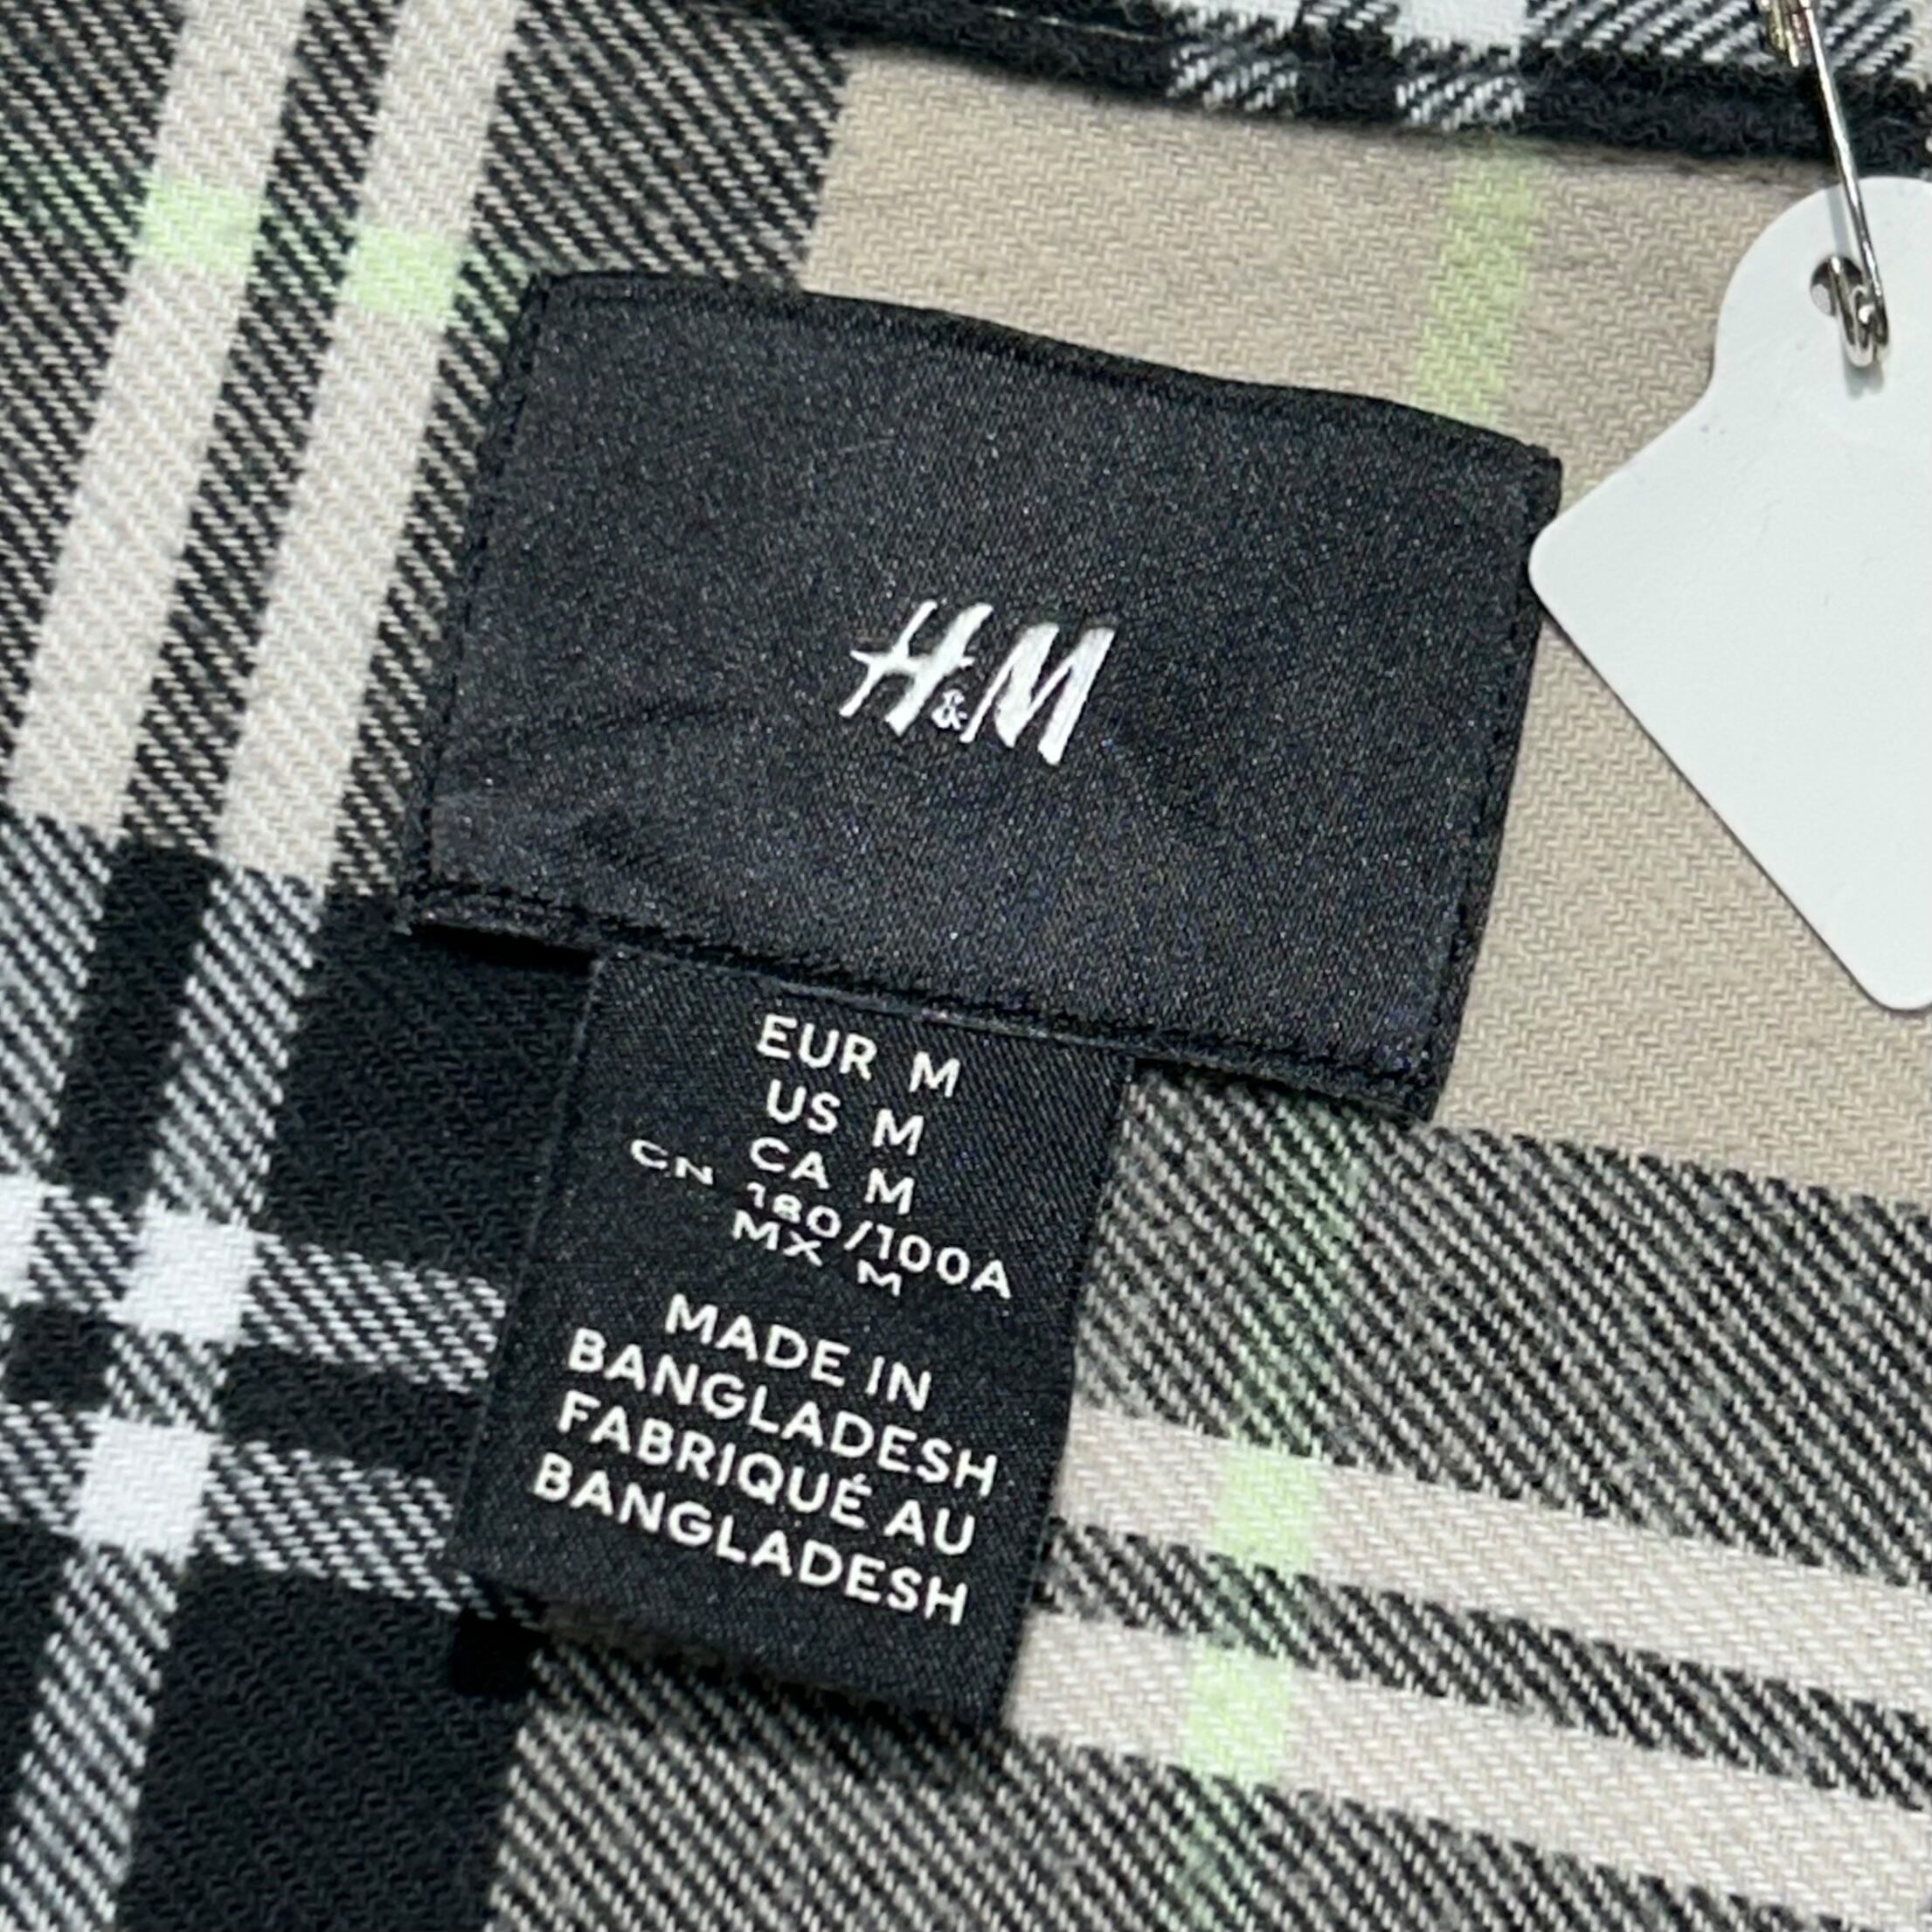 H&M
EUR M
US M
CA M
CN 180/100A
MX M
MADE IN
BANGLADESH
FABRIQUÉ AU
BANGLADESH